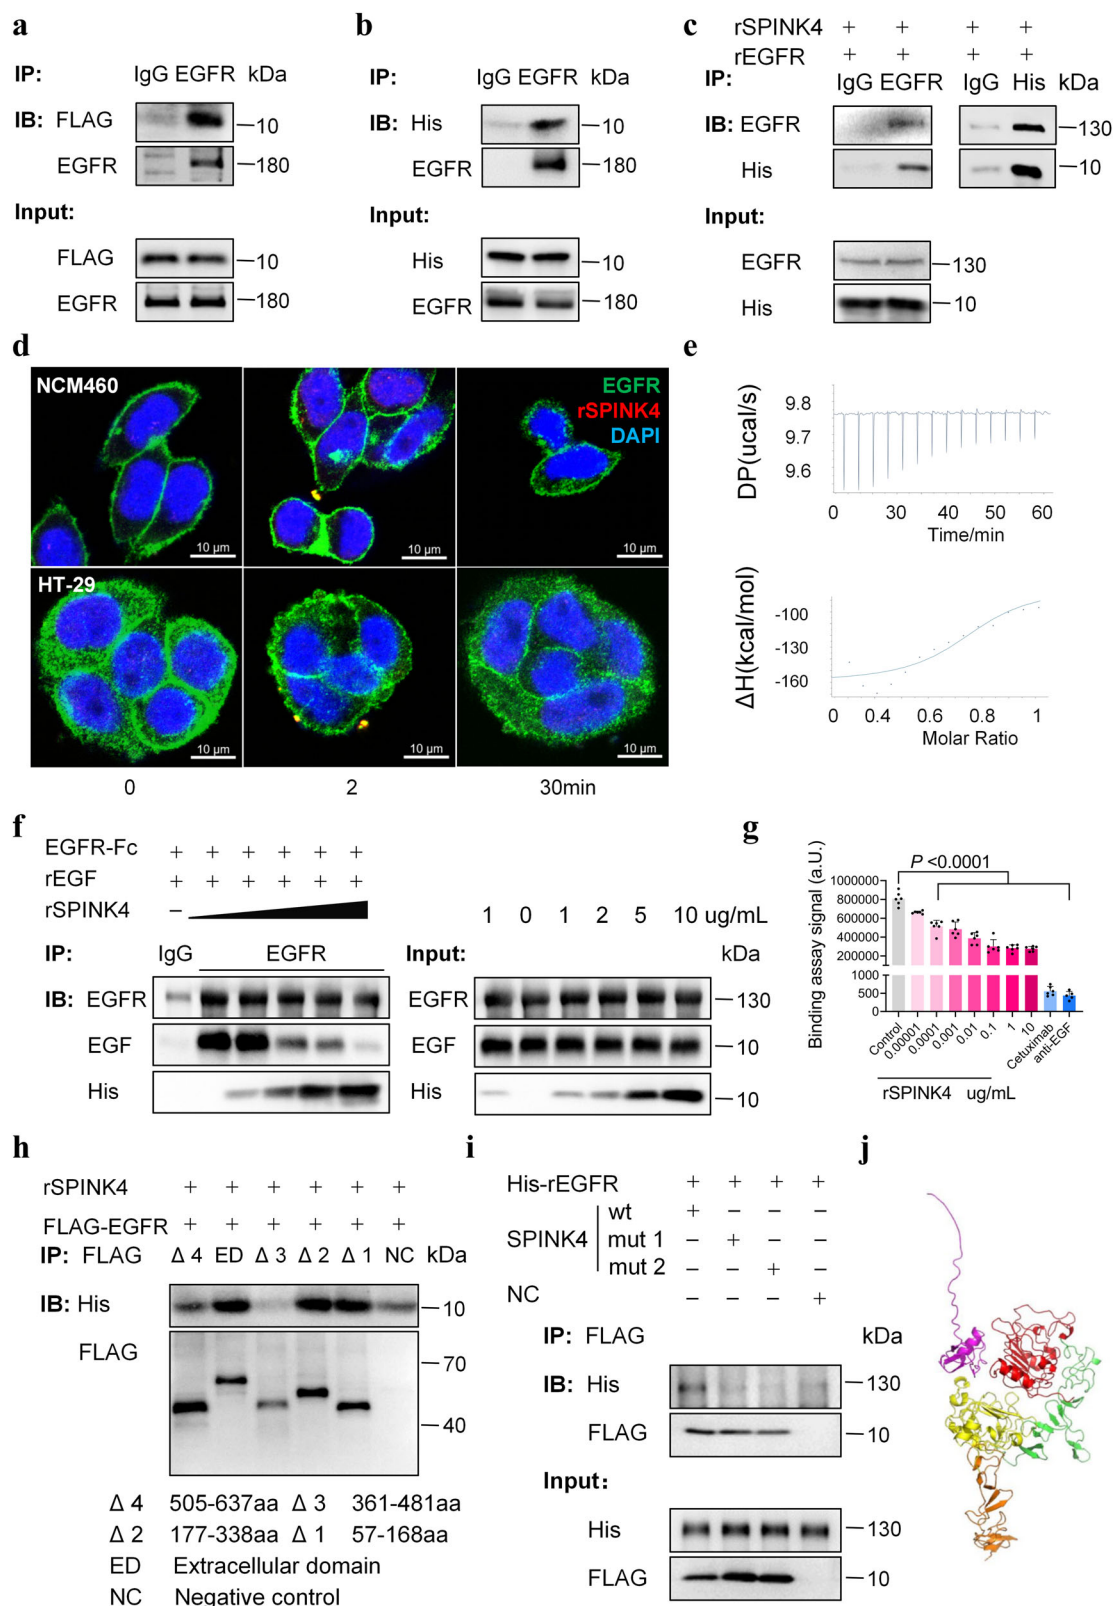 a
IP: IgG EGFR kDa
IB: FLAG 10
EGFR 180
Input:
FLAG 10
EGFR 180
b
IP: IgG EGFR kDa
IB: His 10
EGFR 180
Input:
His 10
EGFR 180
c
rSPINK4 + + + +
rEGFR + + + +
IP: IgG EGFR IgG His kDa
IB: EGFR 130
His 10
Input:
EGFR 130
His 10
d
NCM460
EGFR
rSPINK4
DAPI
10 μm 10 μm 10 μm
HT-29
10 μm 10 μm 10 μm
0 2 30min
e
DP(ucal/s)
9.8
9.7
9.6
0 30 40 50 60
Time/min
ΔH(kcal/mol)
-100
-130
-160
0 0.4 0.6 0.8 1
Molar Ratio
f
EGFR-Fc + + + + + +
rEGF + + + + + +
rSPINK4 −
1 0 1 2 5 10 ug/mL
IP: IgG EGFR Input: kDa
IB: EGFR EGFR 130
EGF EGF 10
His His 10
g
P <0.0001
Binding assay signal (a.U.)
1000000
800000
600000
400000
200000
1000
500
0
Control 0.00001 0.0001 0.001 0.01 0.1 1 10 Cetuximab anti-EGF
rSPINK4 ug/mL
h
rSPINK4 + + + + + +
FLAG-EGFR + + + + + +
IP: FLAG Δ 4 ED Δ 3 Δ 2 Δ 1 NC kDa
IB: His 10
FLAG 70
40
Δ 4 505-637aa Δ 3 361-481aa
Δ 2 177-338aa Δ 1 57-168aa
ED Extracellular domain
NC Negative control
i
His-rEGFR + + + +
wt + − − −
SPINK4 mut 1 − + − −
mut 2 − − + −
NC − − − +
IP: FLAG kDa
IB: His 130
FLAG 10
Input:
His 130
FLAG 10
j